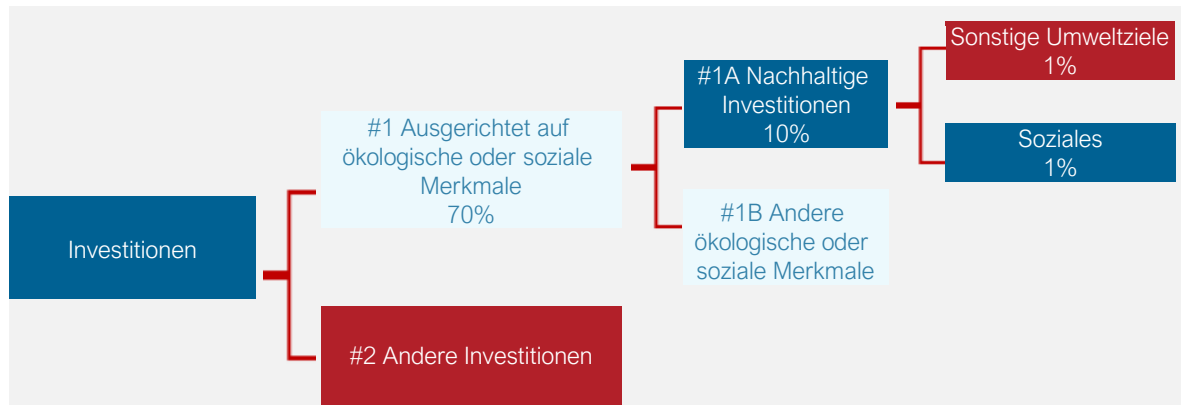 Investitionen
#1 Ausgerichtet auf
ökologische oder soziale
Merkmale
70%
#2 Andere Investitionen
#1A Nachhaltige
Investitionen
10%
#1B Andere
ökologische oder
soziale Merkmale
Sonstige Umweltziele
1%
Soziales
1%